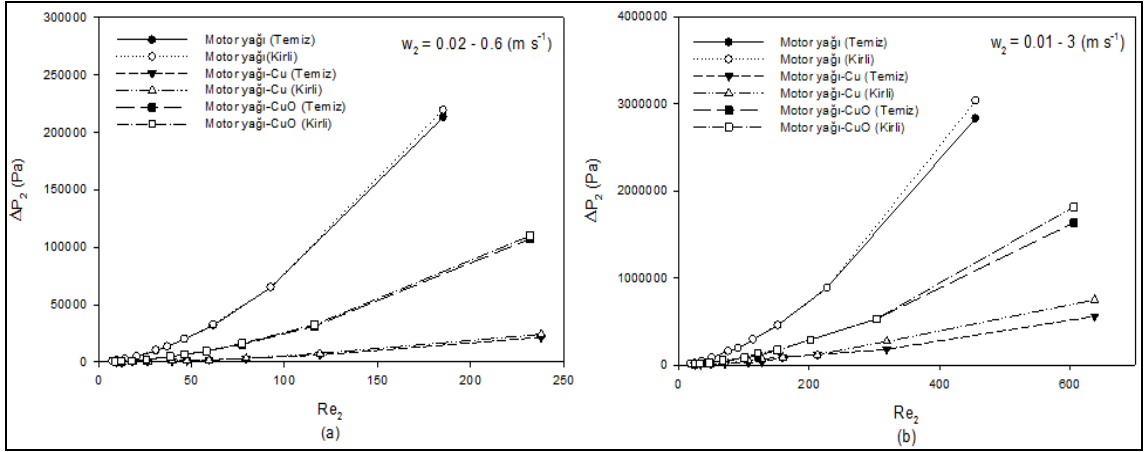 300000
250000
200000
150000
100000
50000
0
ΔP₂ (Pa)
Motor yağı (Temiz)
Motor yağı(Kirli)
Motor yağı-Cu (Temiz)
Motor yağı-Cu (Kirli)
Motor yağı-CuO (Temiz)
Motor yağı-CuO (Kirli)
w₂ = 0.02 - 0.6 (m s⁻¹)
0 50 100 150 200 250
Re₂
(a)
4000000
3000000
2000000
1000000
0
ΔP₂ (Pa)
Motor yağı (Temiz)
Motor yağı (Kirli)
Motor yağı-Cu (Temiz)
Motor yağı-Cu (Kirli)
Motor yağı-CuO (Temiz)
Motor yağı-CuO (Kirli)
w₂ = 0.01 - 3 (m s⁻¹)
0 200 400 600
Re₂
(b)